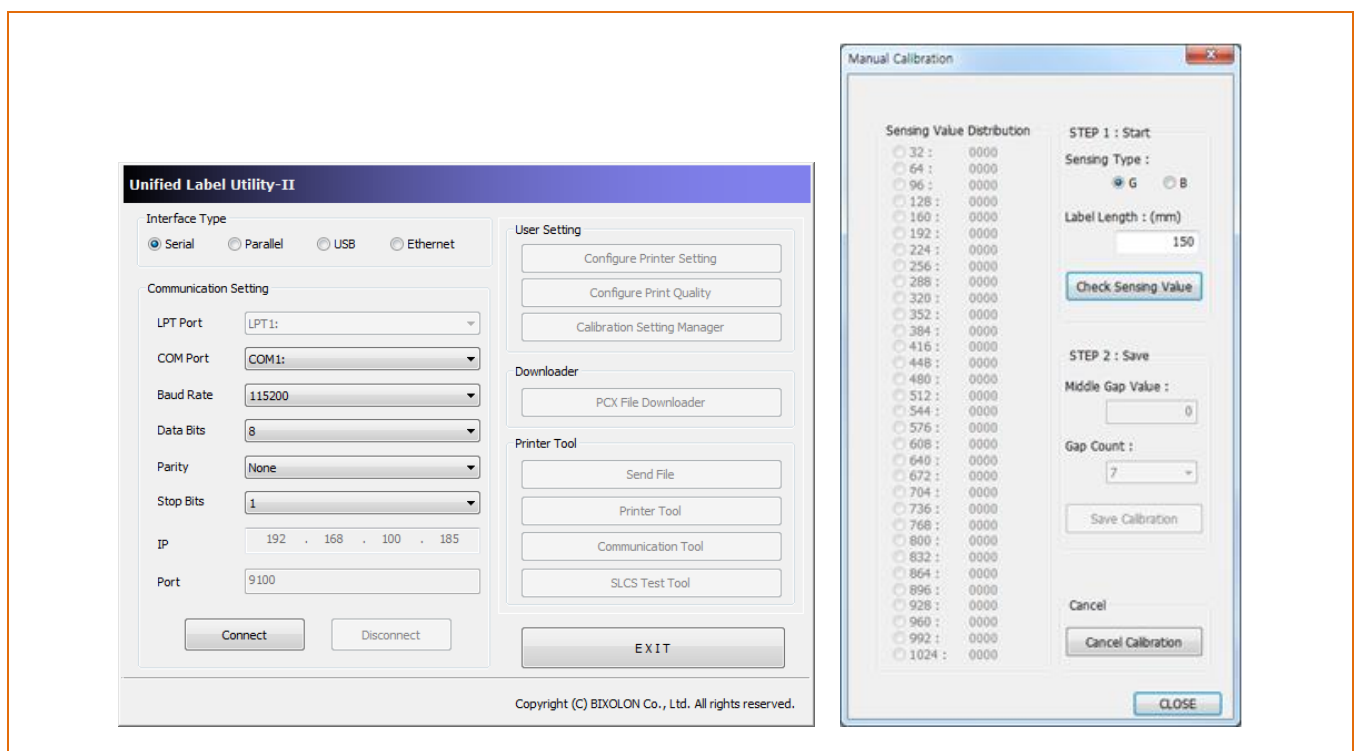 Unified Label Utility-II
Interface Type
Serial Parallel USB Ethernet
Communication Setting
LPT Port LPT1:
COM Port COM1:
Baud Rate 115200
Data Bits 8
Parity None
Stop Bits 1
IP 192 . 168 . 100 . 185
Port 9100
Connect Disconnect
User Setting
Configure Printer Setting
Configure Print Quality
Calibration Setting Manager
Downloader
PCX File Downloader
Printer Tool
Send File
Printer Tool
Communication Tool
SLCS Test Tool
EXIT
Copyright (C) BIXOLON Co., Ltd. All rights reserved.
Manual Calibration
Sensing Value Distribution
32 : 0000
64 : 0000
96 : 0000
128 : 0000
160 : 0000
192 : 0000
224 : 0000
256 : 0000
288 : 0000
320 : 0000
352 : 0000
384 : 0000
416 : 0000
448 : 0000
480 : 0000
512 : 0000
544 : 0000
576 : 0000
608 : 0000
640 : 0000
672 : 0000
704 : 0000
736 : 0000
768 : 0000
800 : 0000
832 : 0000
864 : 0000
896 : 0000
928 : 0000
960 : 0000
992 : 0000
1024 : 0000
STEP 1 : Start
Sensing Type :
G B
Label Length : (mm)
150
Check Sensing Value
STEP 2 : Save
Middle Gap Value :
0
Gap Count :
7
Save Calibration
Cancel
Cancel Calibration
CLOSE